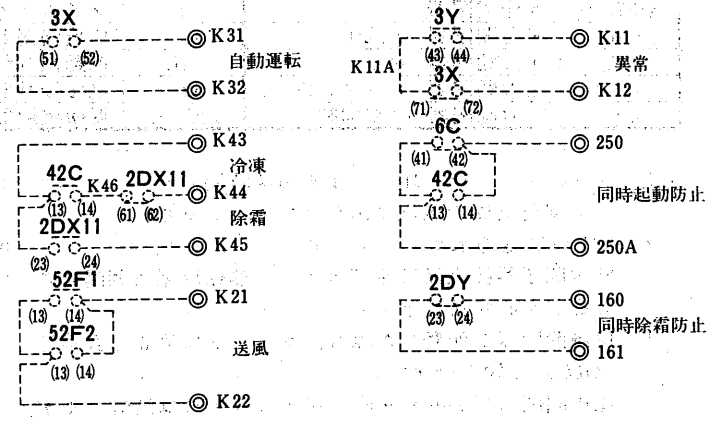 3X
(51) (52) K31
自動運転
K32
K43
冷凍
42C K46 2DX11
(13) (14) (61) (62) K44
除霜
2DX11
(23) (24) K45
52F1
(13) (14) K21
52F2
(13) (14)
送風
K22
3Y
(43) (44) K11
K11A 異常
3X
(71) (72) K12
6C
(41) (42) 250
42C
(13) (14)
同時起動防止
250A
2DY
(23) (24) 160
同時除霜防止
161